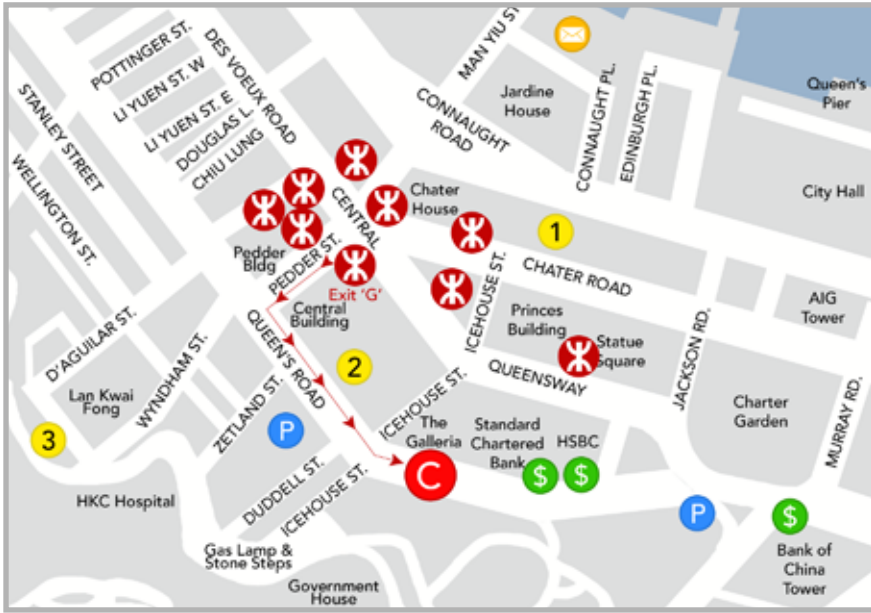 POTTINGER ST.
LI YUEN ST. W
LI YUEN ST. E
DOUGLAS L.
CHIU LUNG
DES VOEUX ROAD
CENTRAL
STANLEY STREET
WELLINGTON ST.
MAN YIU ST
CONNAUGHT
ROAD
Jardine
House
CONNAUGHT PL.
EDINBURGH PL.
Queen's
Pier
City Hall
Chater
House
1
CHATER ROAD
Pedder
Bldg
PEDDER ST.
Exit 'G'
Central
Building
ICEHOUSE ST.
Princes
Building
Statue
Square
AIG
Tower
JACKSON RD.
QUEENSWAY
D'AGUILAR ST.
WYNDHAM ST.
QUEEN'S ROAD
2
Lan Kwai
Fong
ZETLAND ST.
ICEHOUSE ST.
Charter
Garden
MURRAY RD.
3
P
The
Galleria
C
Standard
Chartered
Bank
HSBC
$
$
HKC Hospital
DUDDELL ST.
ICEHOUSE ST.
P
$
Gas Lamp &
Stone Steps
Government
House
Bank of
China
Tower